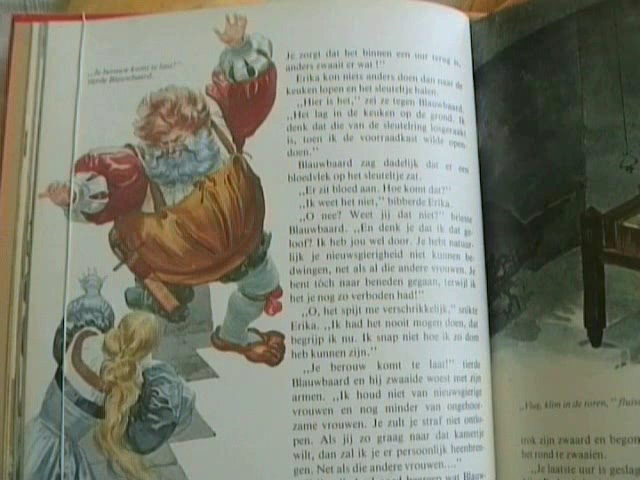 „Je berouw komt te laat!”
tierde Blauwbaard.
Je zorgt dat het binnen een uur terug is,
anders zwaait er wat!”
Erika kon niets anders doen dan naar de
keuken lopen en het sleuteltje halen.
„Hier is het,” zei ze tegen Blauwbaard,
„Het lag in de keuken op de grond. Ik
denk dat die van de sleutelring losgeraakt
is, toen ik de voorraadkast wilde open-
doen.”
Blauwbaard zag dadelijk dat er een
bloedvlek op het sleuteltje zat.
„Er zit bloed aan. Hoe komt dat?”
„Ik weet het niet,” bibberde Erika.
„O nee? Weet jij dat niet?” brieste
Blauwbaard. „En denk je dat ik dat ge-
loof? Ik heb jou wel door. Je hebt natuur-
lijk je nieuwsgierigheid niet kunnen be-
dwingen, net als al die andere vrouwen. Je
bent tóch naar beneden gegaan, terwijl ik
het je nog zo verboden had!”
„O, het spijt me verschrikkelijk,” snikte
Erika. „Ik had het nooit mogen doen, dat
begrijp ik nu. Ik snap niet hoe ik zo dom
heb kunnen zijn.”
„Je berouw komt te laat!” tierde
Blauwbaard en hij zwaaide woest met zijn
armen. „Ik houd niet van nieuwsgierige
vrouwen en nog minder van ongehoor-
zame vrouwen. Je zult je straf niet ontlo-
pen. Als jij zo graag naar dat kamertje
wilt, dan zal ik je er persoonlijk heenbren-
gen. Net als die andere vrouwen....”
„Vlug, klim in de toren,” fluis
trok zijn zwaard en begon
het rond te zwaaien.
„Je laatste uur is geslag